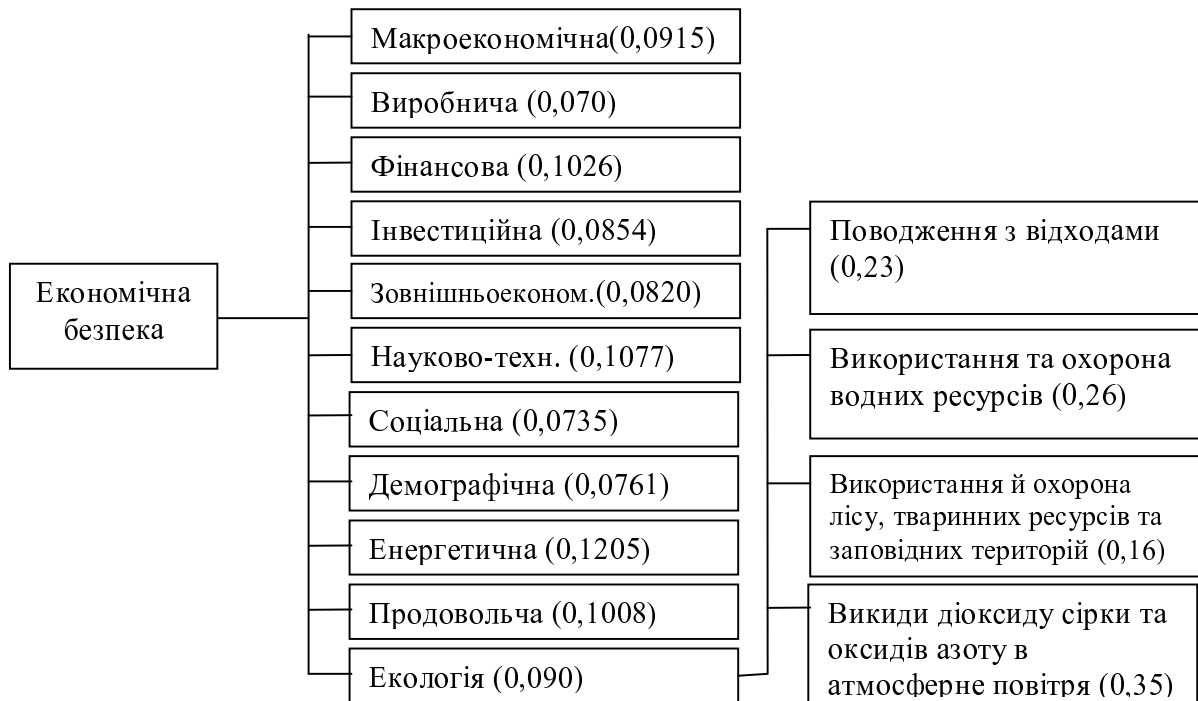 Економічна
безпека
Макроекономічна(0,0915)
Виробнича (0,070)
Фінансова (0,1026)
Інвестиційна (0,0854)
Зовнішньоеконом.(0,0820)
Науково-техн. (0,1077)
Соціальна (0,0735)
Демографічна (0,0761)
Енергетична (0,1205)
Продовольча (0,1008)
Екологія (0,090)
Поводження з відходами
(0,23)
Використання та охорона
водних ресурсів (0,26)
Використання й охорона
лісу, тваринних ресурсів та
заповідних територій (0,16)
Викиди діоксиду сірки та
оксидів азоту в
атмосферне повітря (0,35)